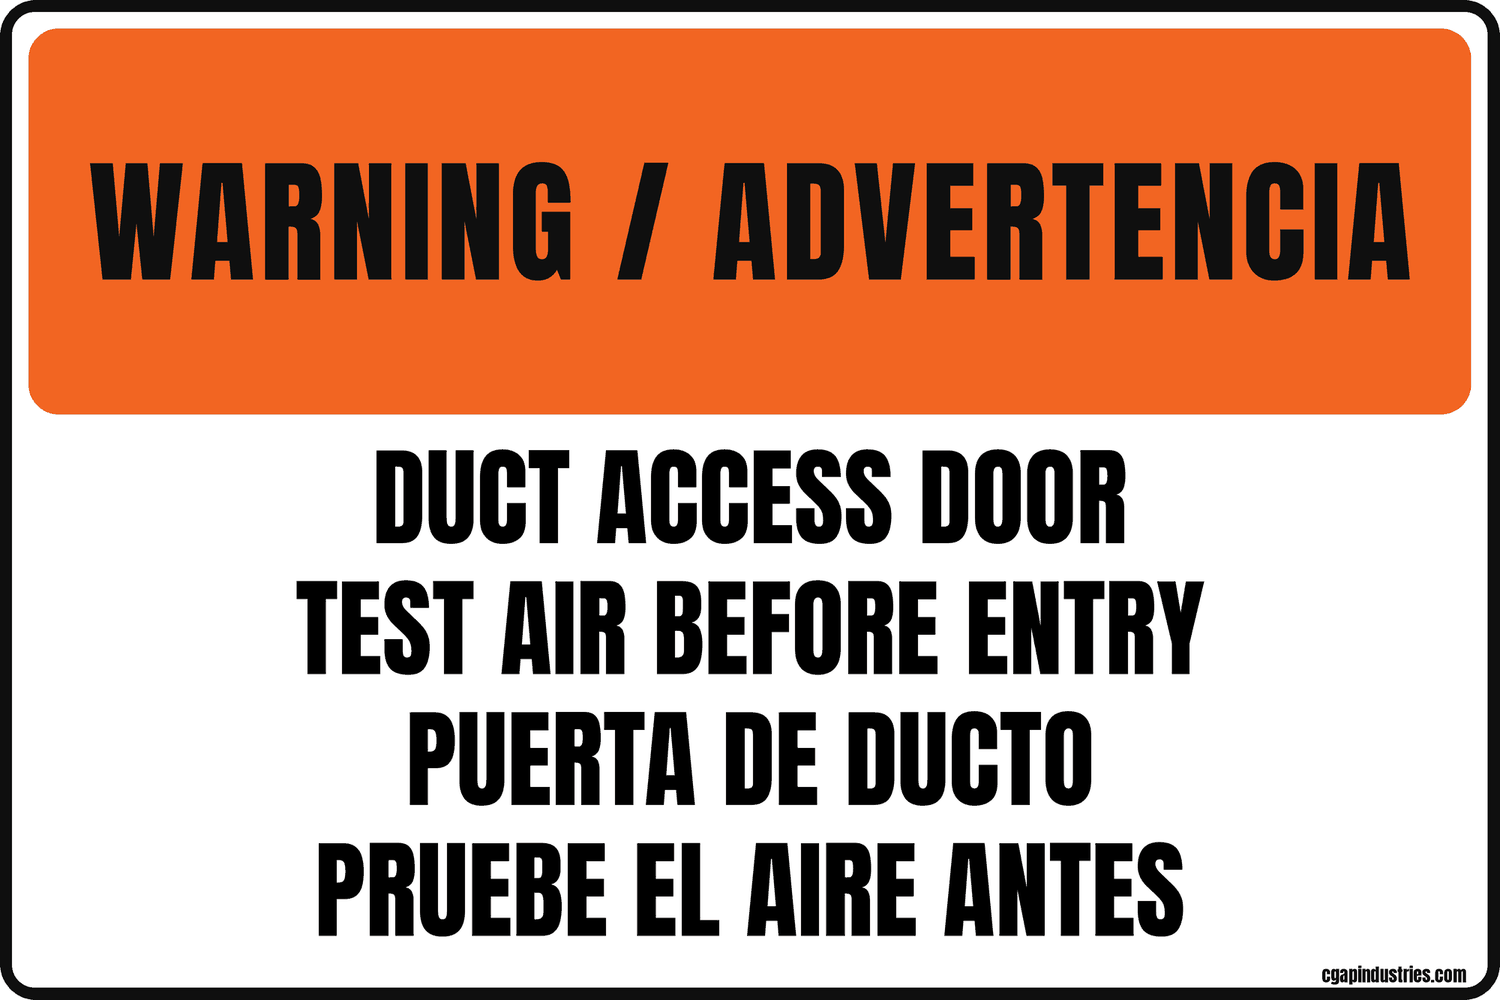 WARNING / ADVERTENCIA
DUCT ACCESS DOOR
TEST AIR BEFORE ENTRY
PUERTA DE DUCTO
PRUEBE EL AIRE ANTES
cgapindustries.com